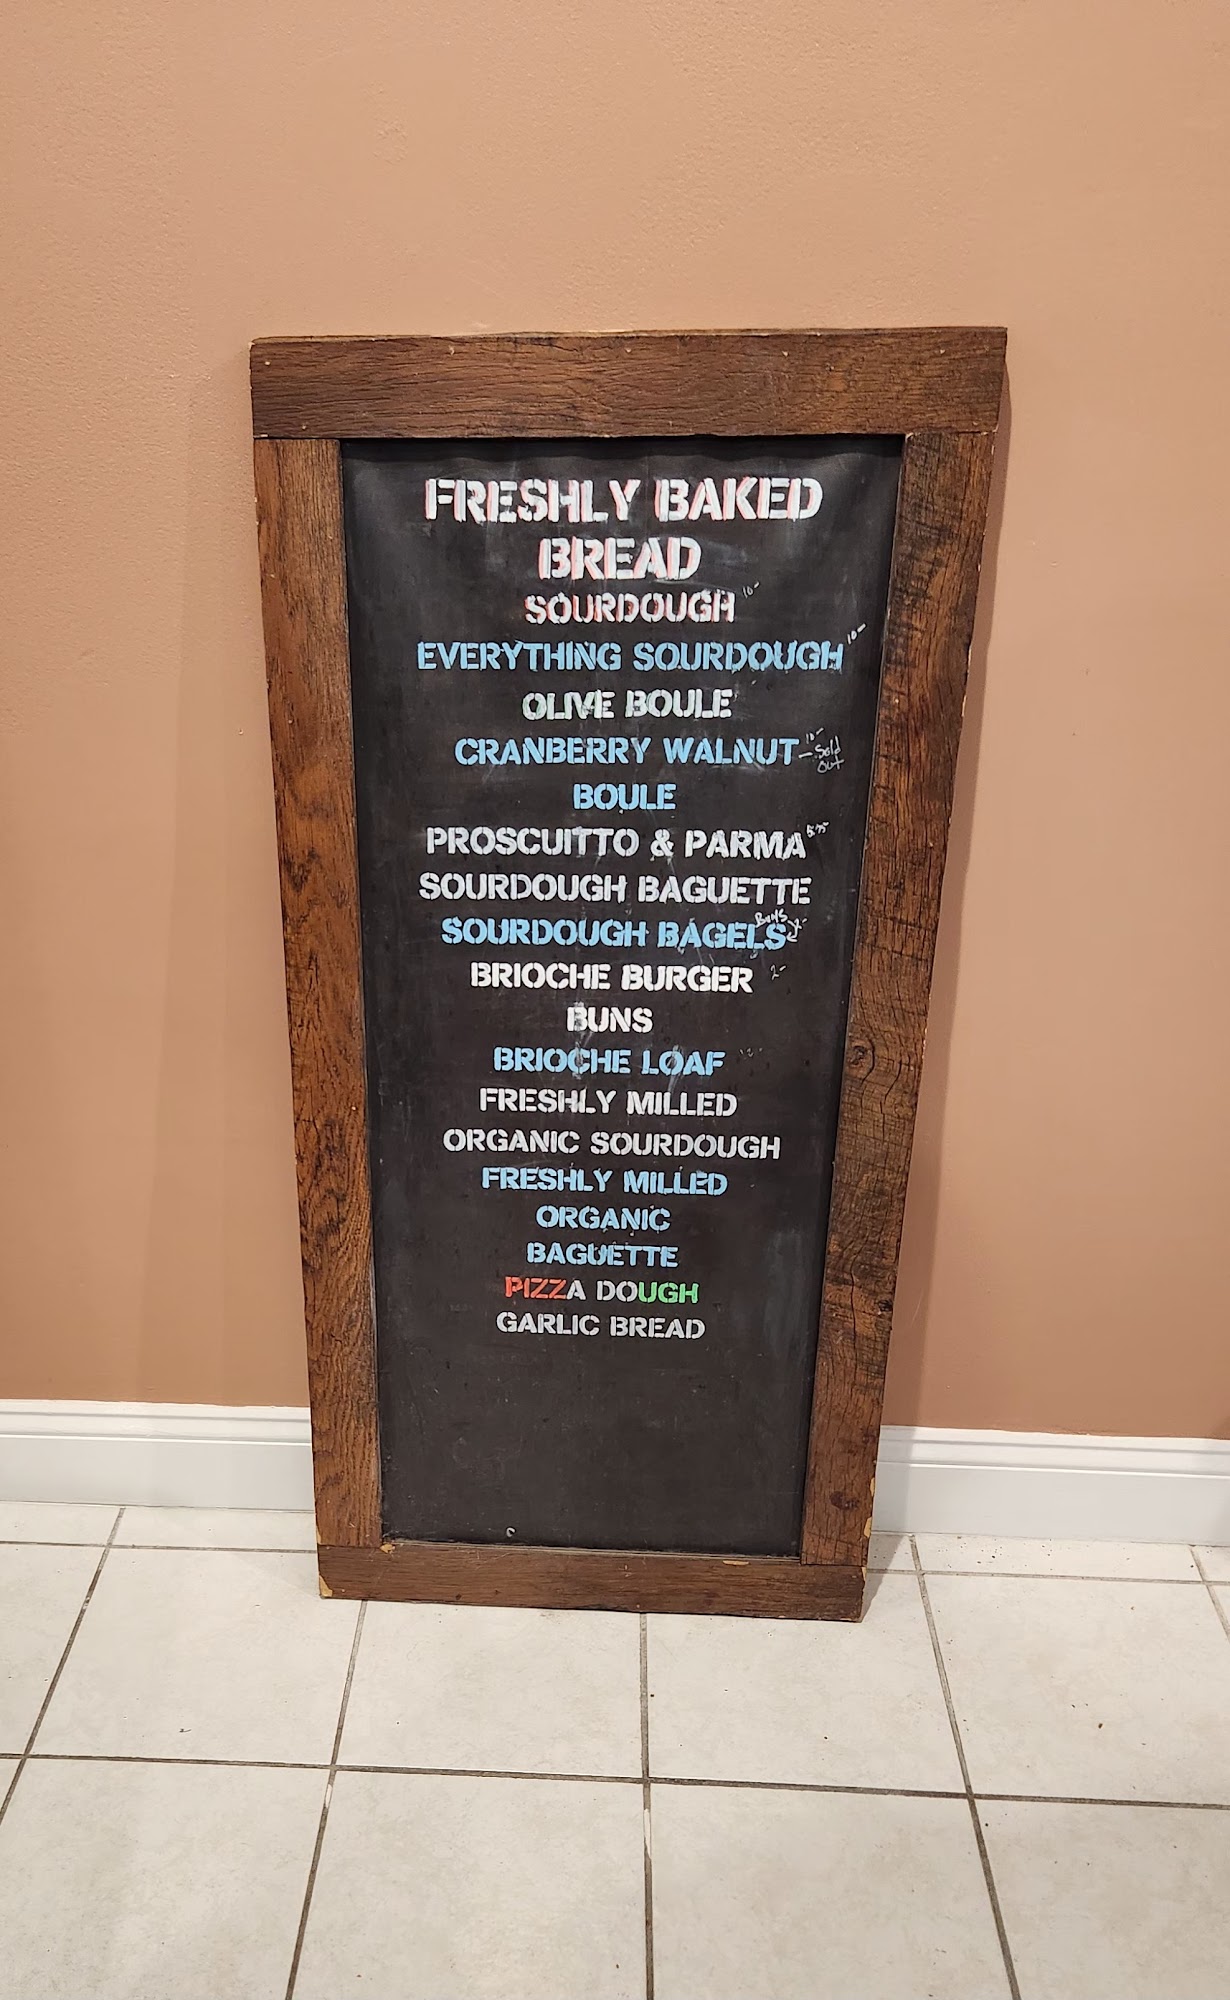 FRESHLY BAKED
BREAD
SOURDOUGH 10-
EVERYTHING SOURDOUGH 10-
OLIVE BOULE
CRANBERRY WALNUT 10- - Sold Out
BOULE
PROSCUITTO & PARMA
SOURDOUGH BAGUETTE
SOURDOUGH BAGELS Buns 2-
BRIOCHE BURGER 2-
BUNS
BRIOCHE LOAF
FRESHLY MILLED
ORGANIC SOURDOUGH
FRESHLY MILLED
ORGANIC
BAGUETTE
PIZZA DOUGH
GARLIC BREAD